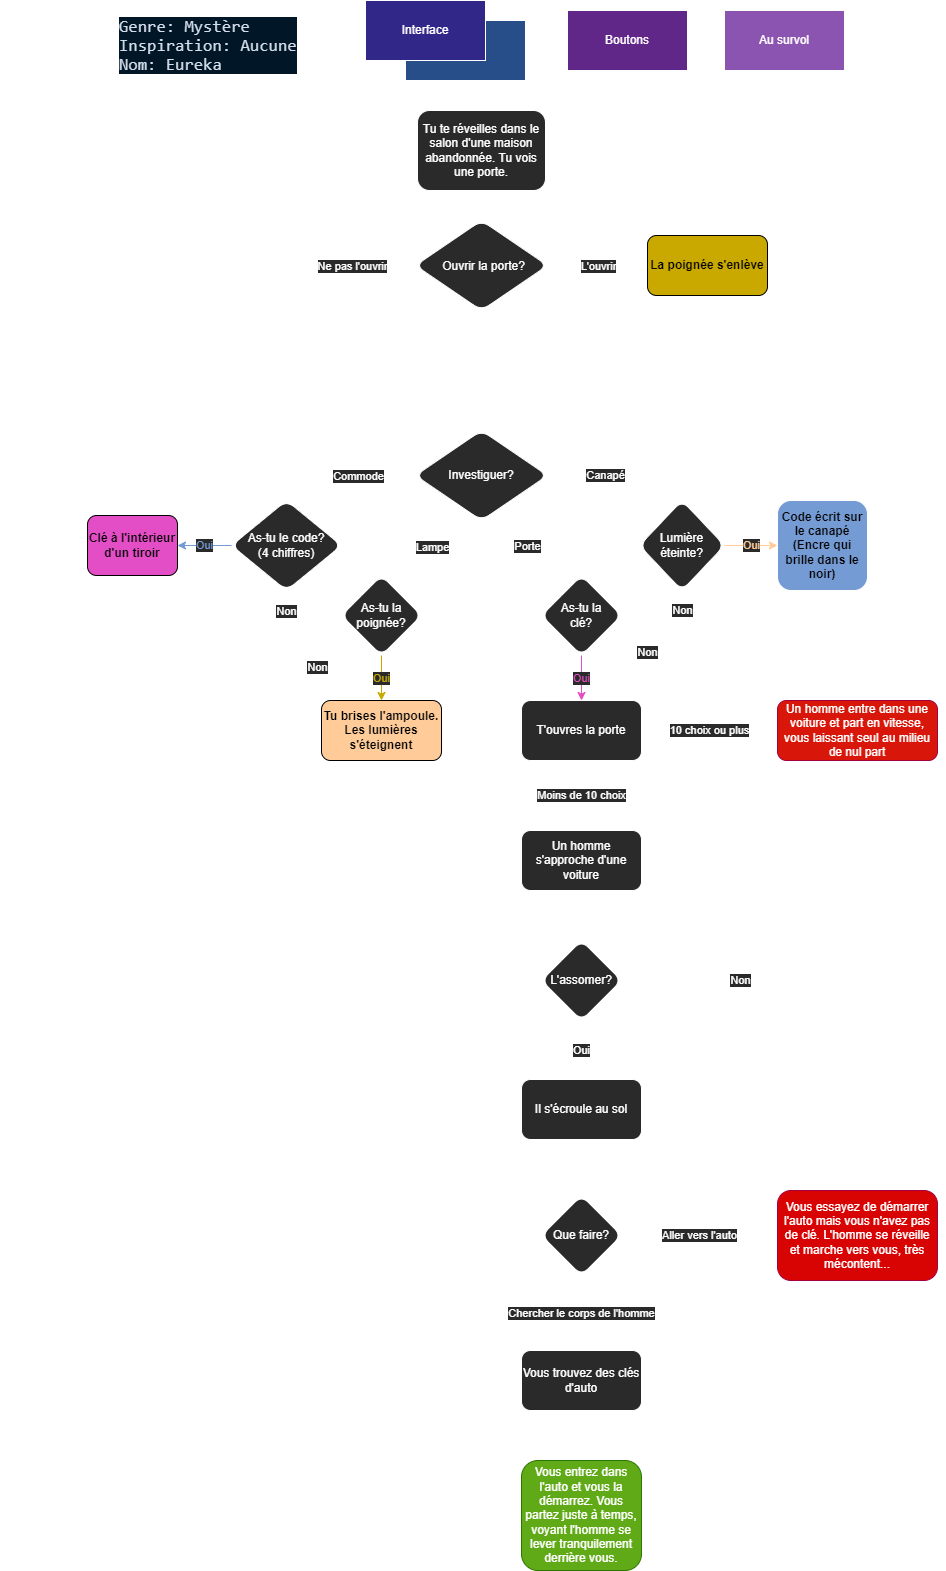 Genre: Mystère
Inspiration: Aucune
Nom: Eureka
Interface
Boutons
Au survol
Tu te réveilles dans le
salon d'une maison
abandonnée. Tu vois
une porte.
Ne pas l'ouvrir
Ouvrir la porte?
L'ouvrir
La poignée s'enlève
Commode
Investiguer?
Canapé
Clé à l'intérieur
d'un tiroir
Oui
As-tu le code?
(4 chiffres)
Lampe
Porte
Lumière
éteinte?
Oui
Code écrit sur
le canapé
(Encre qui
brille dans le
noir)
Non
As-tu la
poignée?
As-tu la
clé?
Non
Non
Non
Oui
Oui
Tu brises l'ampoule.
Les lumières
s'éteignent
T'ouvres la porte
10 choix ou plus
Un homme entre dans une
voiture et part en vitesse,
vous laissant seul au milieu
de nul part
Moins de 10 choix
Un homme
s'approche d'une
voiture
L'assomer?
Non
Oui
Il s'écroule au sol
Que faire?
Aller vers l'auto
Vous essayez de démarrer
l'auto mais vous n'avez pas
de clé. L'homme se réveille
et marche vers vous, très
mécontent...
Chercher le corps de l'homme
Vous trouvez des clés
d'auto
Vous entrez dans
l'auto et vous la
démarrez. Vous
partez juste à temps,
voyant l'homme se
lever tranquilement
derrière vous.